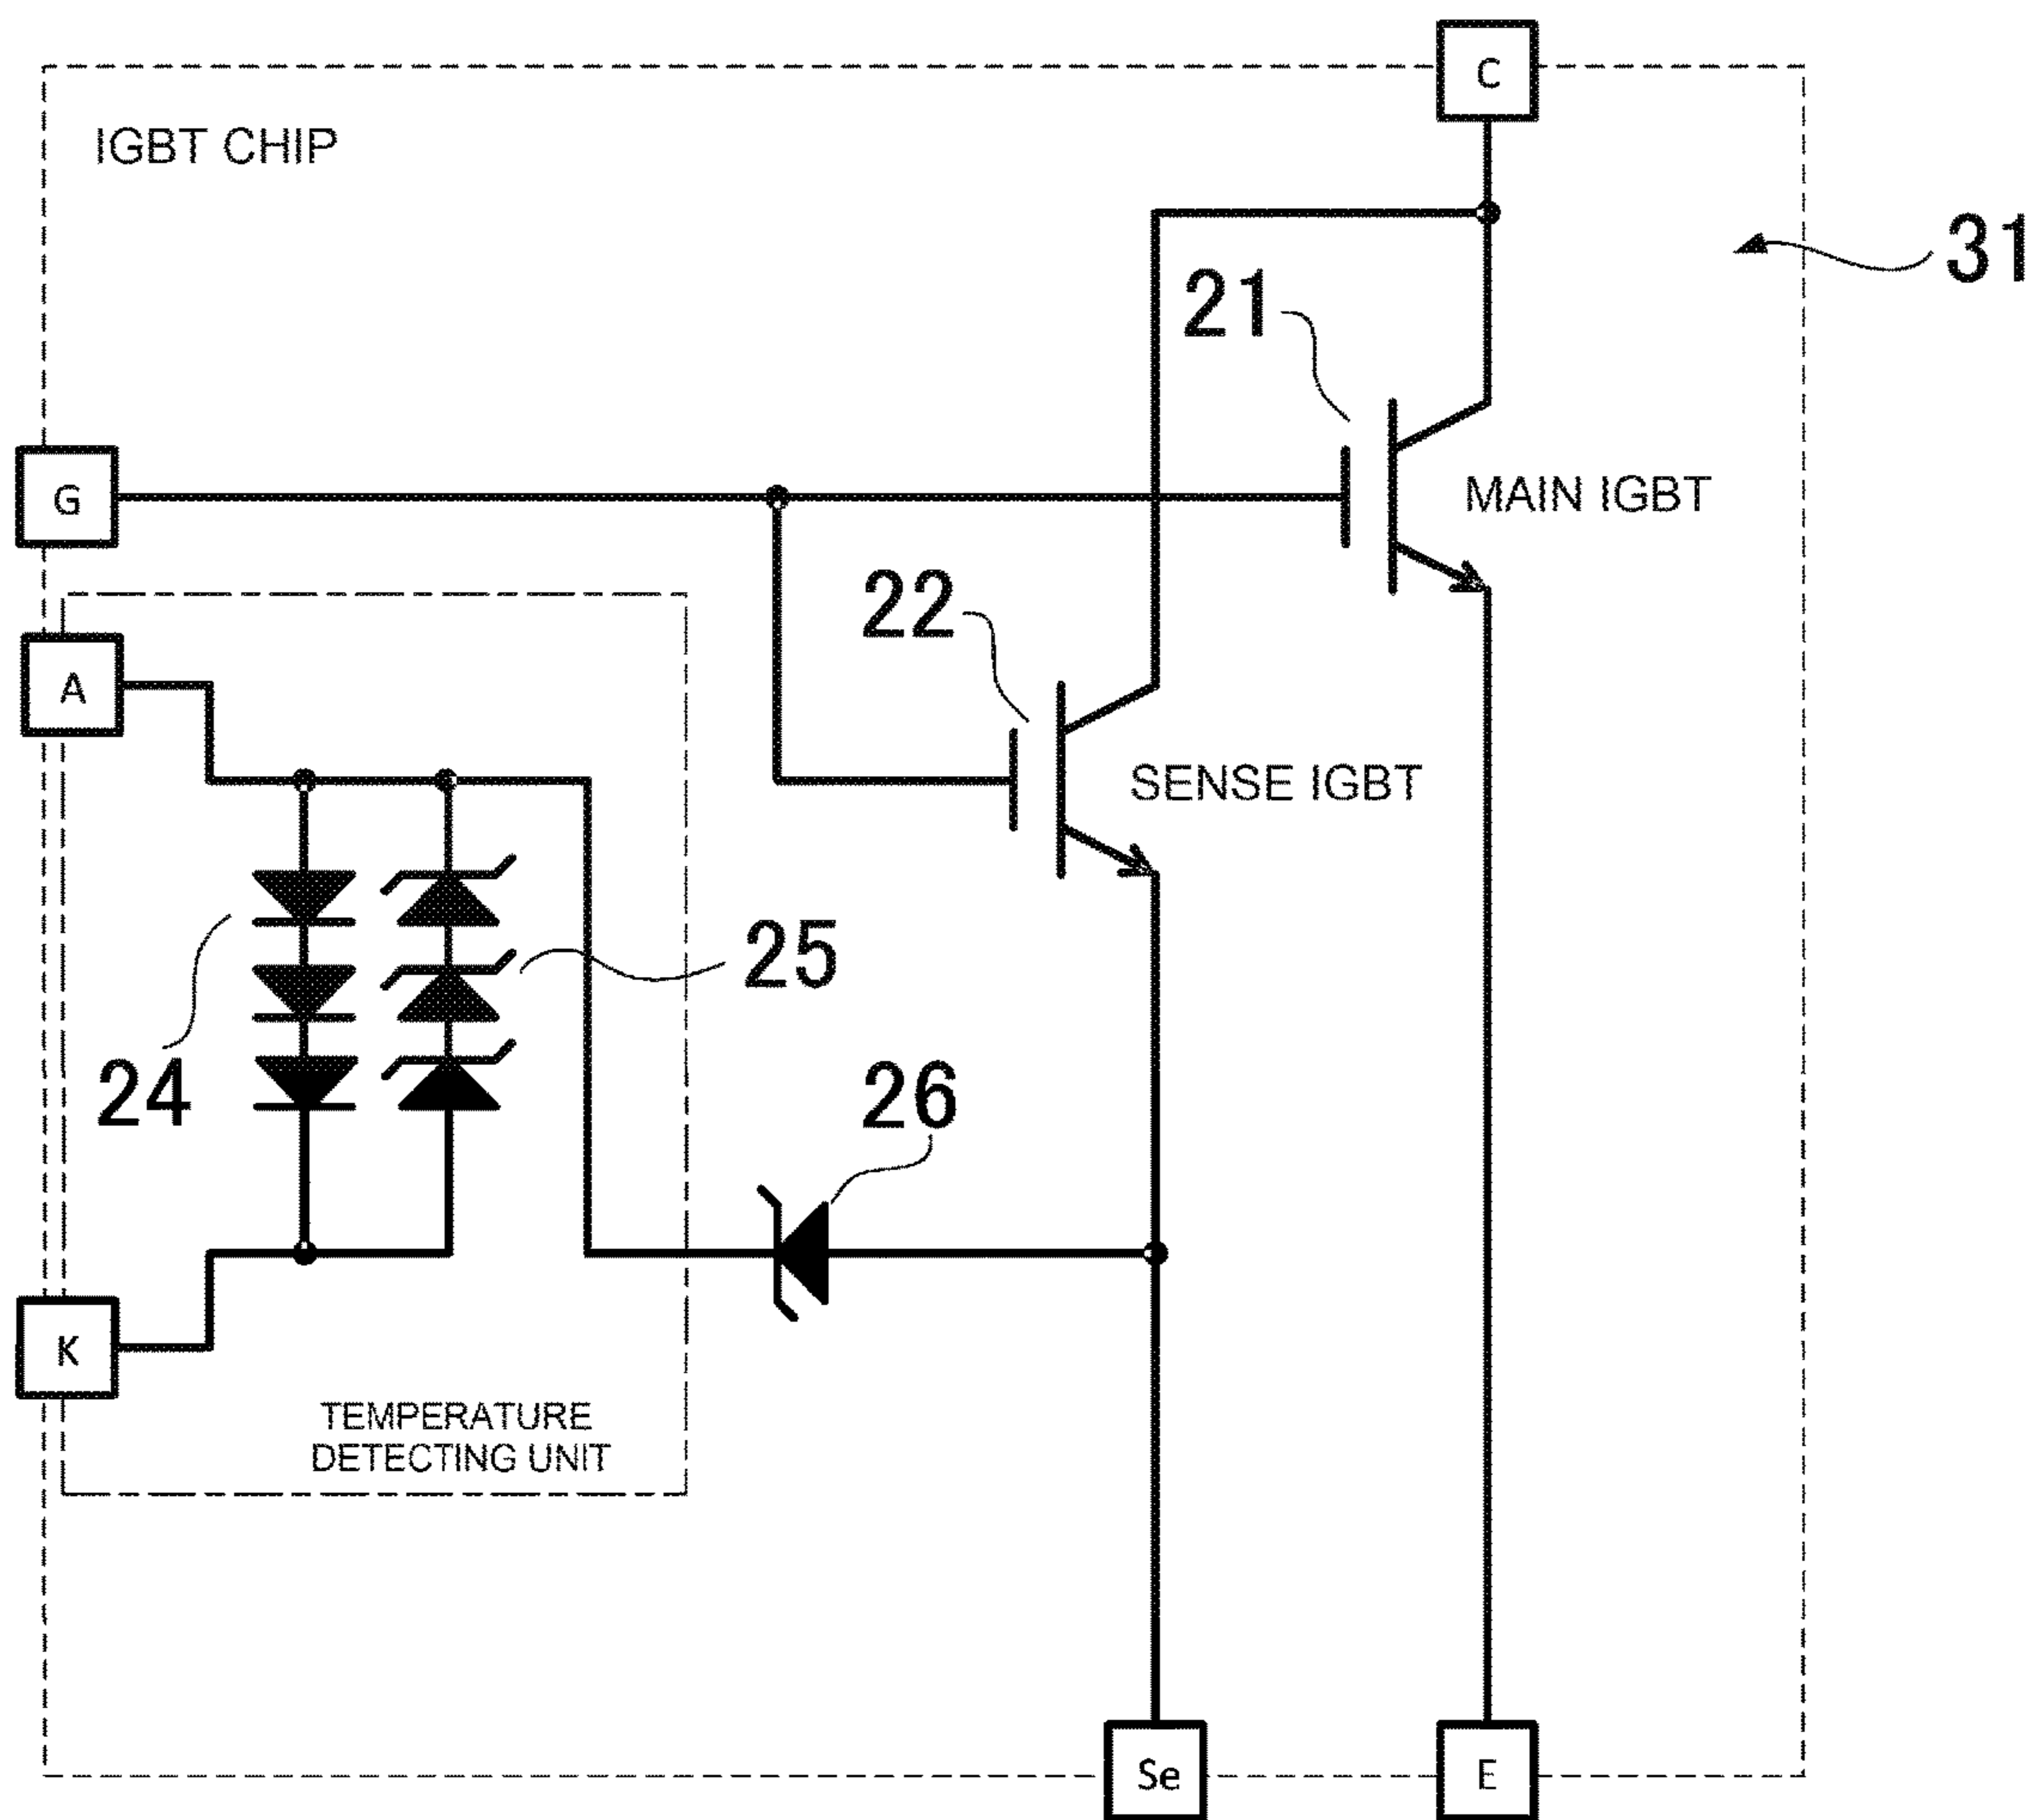 C
IGBT CHIP
31
21
G
MAIN IGBT
22
A
SENSE IGBT
25
24
26
K
TEMPERATURE
DETECTING UNIT
Se
E